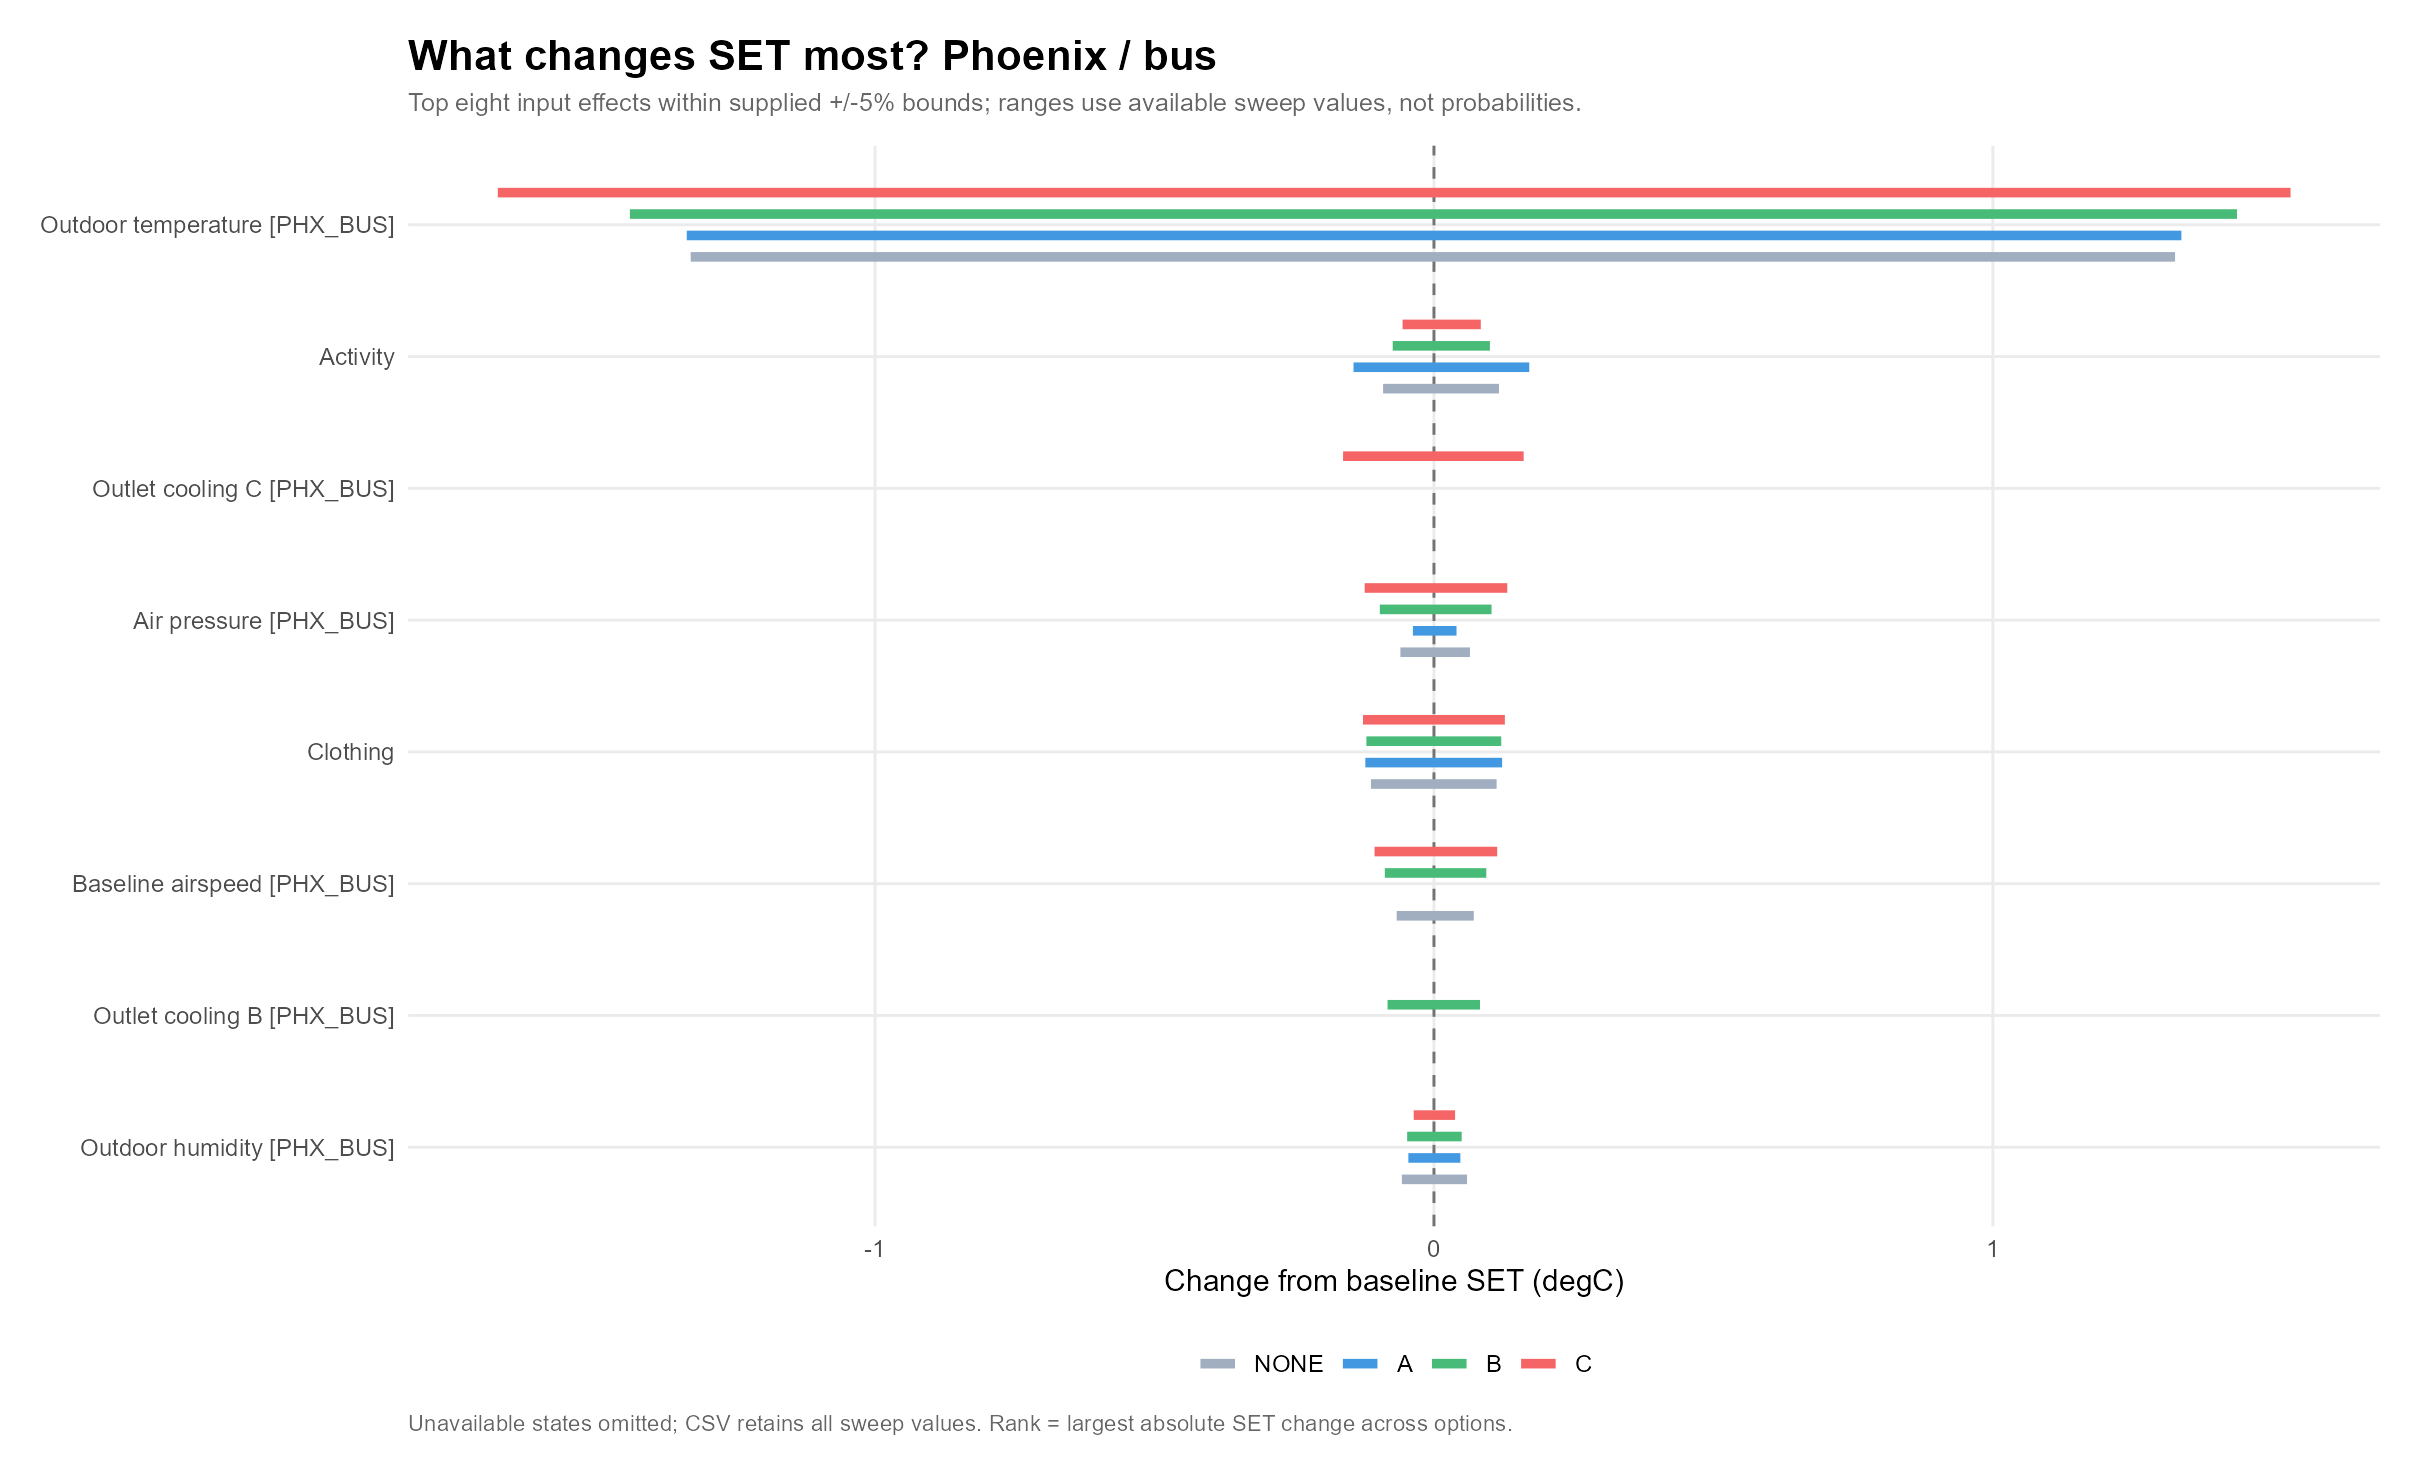 What changes SET most? Phoenix / bus
Top eight input effects within supplied +/-5% bounds; ranges use available sweep values, not probabilities.
Outdoor temperature [PHX_BUS]
Activity
Outlet cooling C [PHX_BUS]
Air pressure [PHX_BUS]
Clothing
Baseline airspeed [PHX_BUS]
Outlet cooling B [PHX_BUS]
Outdoor humidity [PHX_BUS]
-1 0 1
Change from baseline SET (degC)
NONE A B C
Unavailable states omitted; CSV retains all sweep values. Rank = largest absolute SET change across options.